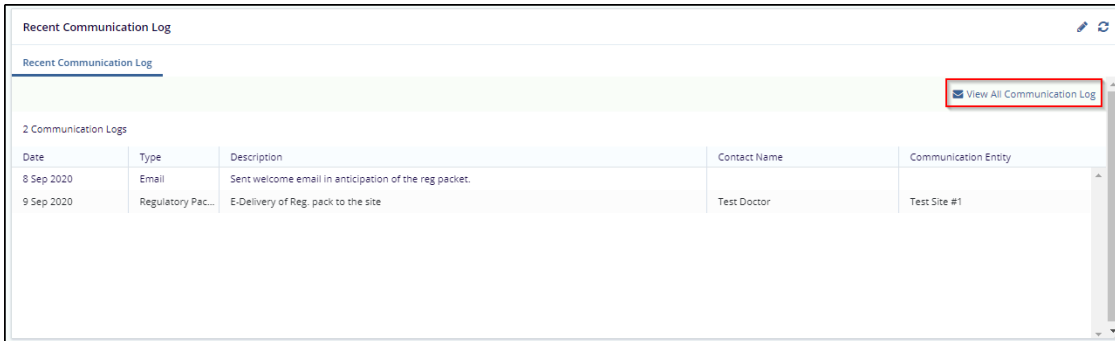 Recent Communication Log
Recent Communication Log
View All Communication Log
2 Communication Logs
Date Type Description Contact Name Communication Entity
8 Sep 2020 Email Sent welcome email in anticipation of the reg packet.
9 Sep 2020 Regulatory Pac... E-Delivery of Reg. pack to the site Test Doctor Test Site #1